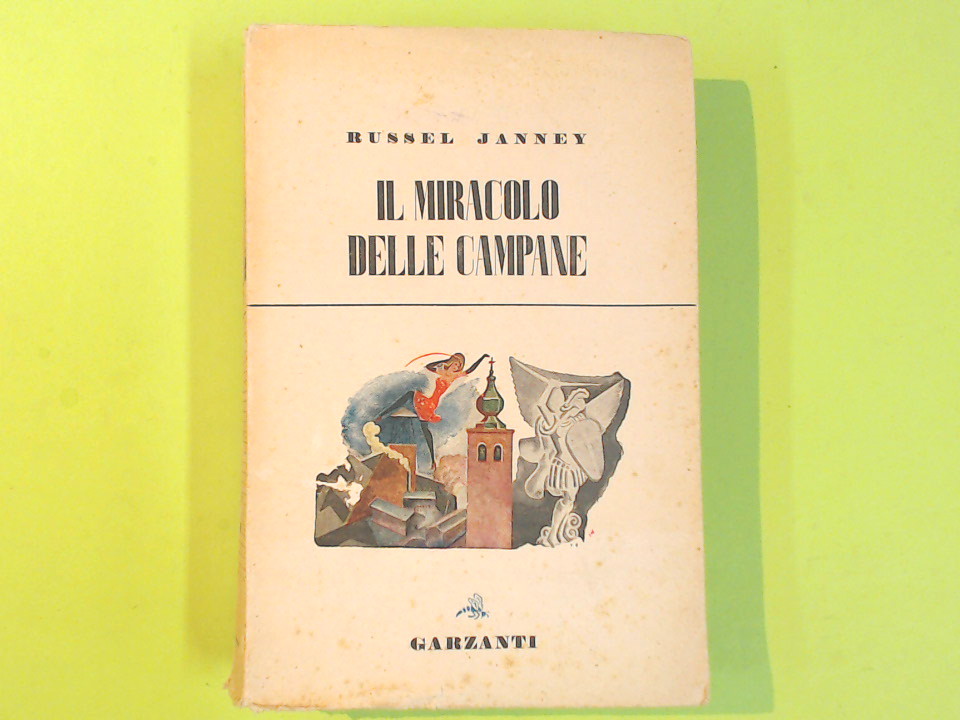 RUSSEL JANNEY
IL MIRACOLO
DELLE CAMPANE
GARZANTI